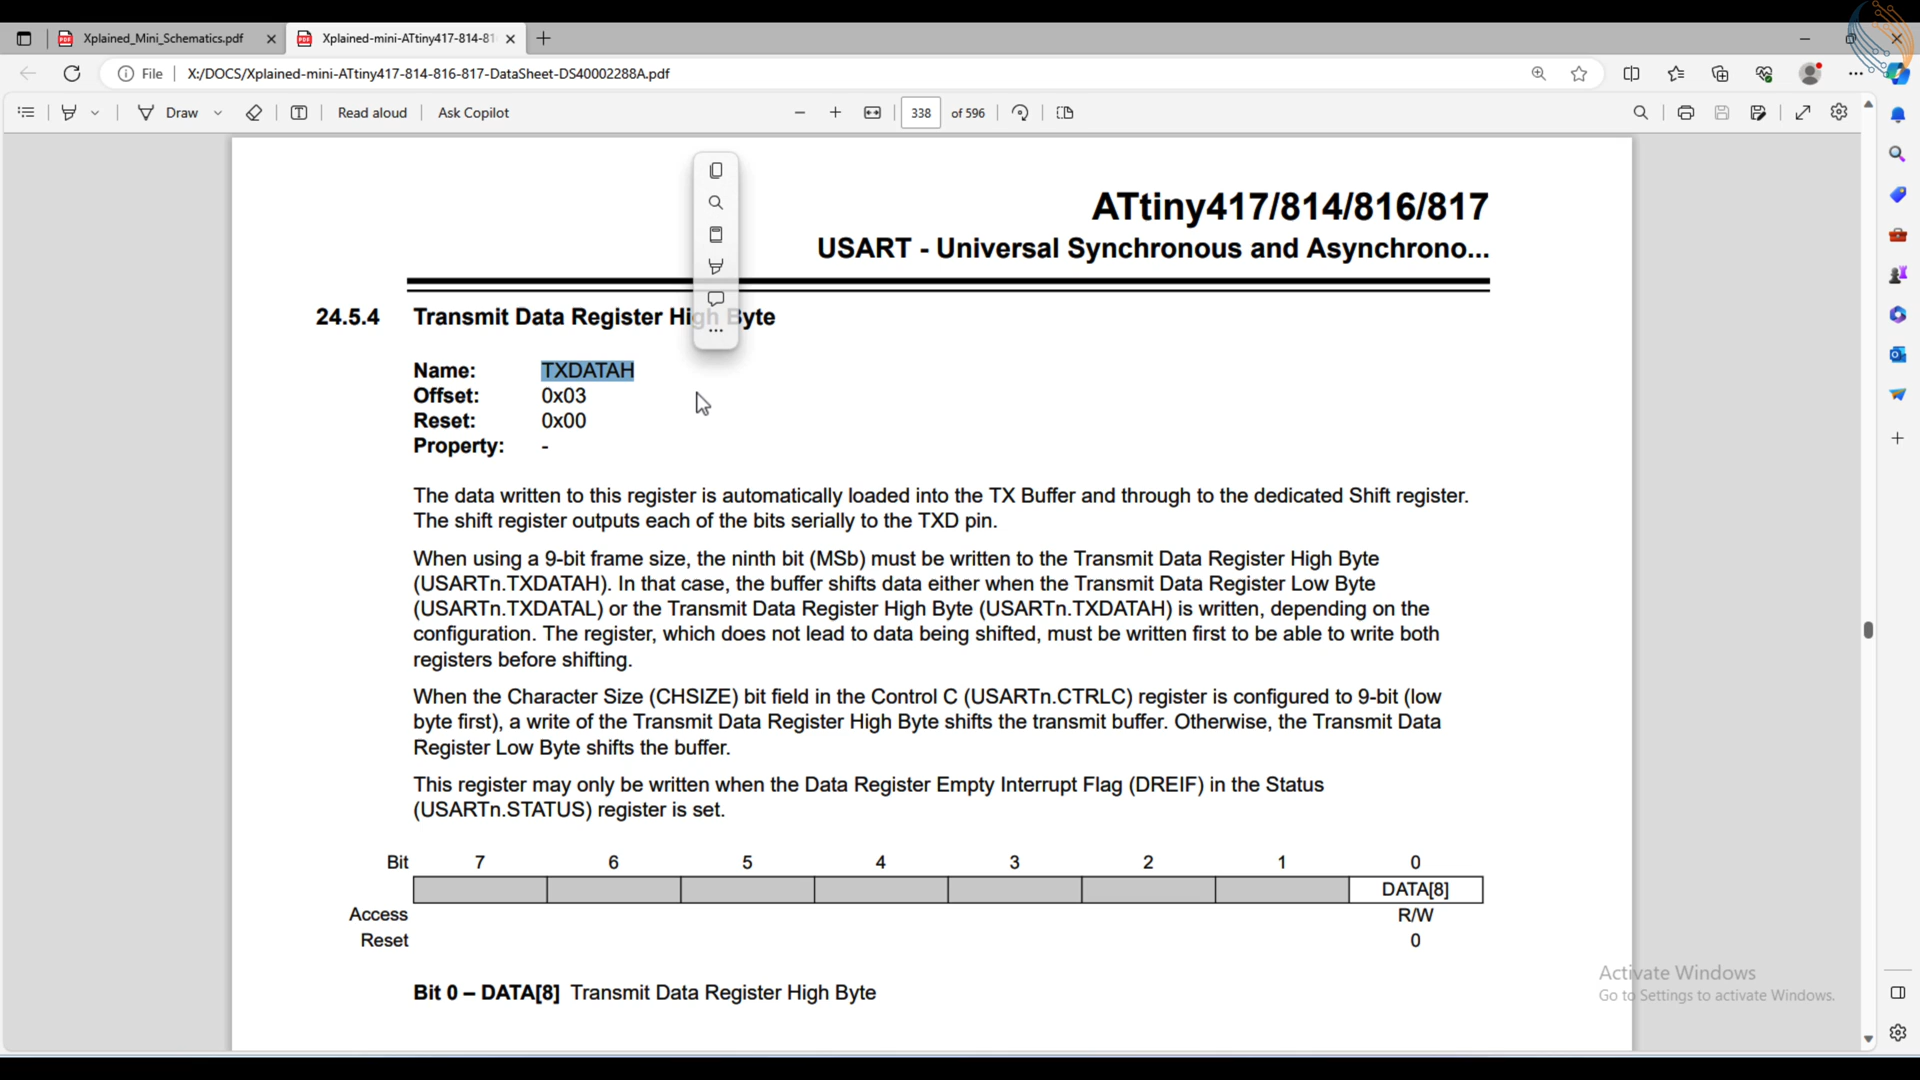 Xplained_Mini_Schematics.pdf
Xplained-mini-ATtiny417-814-81
File
X:/DOCS/Xplained-mini-ATtiny417-814-816-817-DataSheet-DS40002288A.pdf
Draw
Read aloud
Ask Copilot
338 of 596
ATtiny417/814/816/817
USART - Universal Synchronous and Asynchrono...
24.5.4 Transmit Data Register High Byte
Name: TXDATAH
Offset: 0x03
Reset: 0x00
Property: -
The data written to this register is automatically loaded into the TX Buffer and through to the dedicated Shift register.
The shift register outputs each of the bits serially to the TXD pin.
When using a 9-bit frame size, the ninth bit (MSb) must be written to the Transmit Data Register High Byte
(USARTn.TXDATAH). In that case, the buffer shifts data either when the Transmit Data Register Low Byte
(USARTn.TXDATAL) or the Transmit Data Register High Byte (USARTn.TXDATAH) is written, depending on the
configuration. The register, which does not lead to data being shifted, must be written first to be able to write both
registers before shifting.
When the Character Size (CHSIZE) bit field in the Control C (USARTn.CTRLC) register is configured to 9-bit (low
byte first), a write of the Transmit Data Register High Byte shifts the transmit buffer. Otherwise, the Transmit Data
Register Low Byte shifts the buffer.
This register may only be written when the Data Register Empty Interrupt Flag (DREIF) in the Status
(USARTn.STATUS) register is set.
Bit 7 6 5 4 3 2 1 0
DATA[8]
Access R/W
Reset 0
Bit 0 – DATA[8] Transmit Data Register High Byte
Activate Windows
Go to Settings to activate Windows.